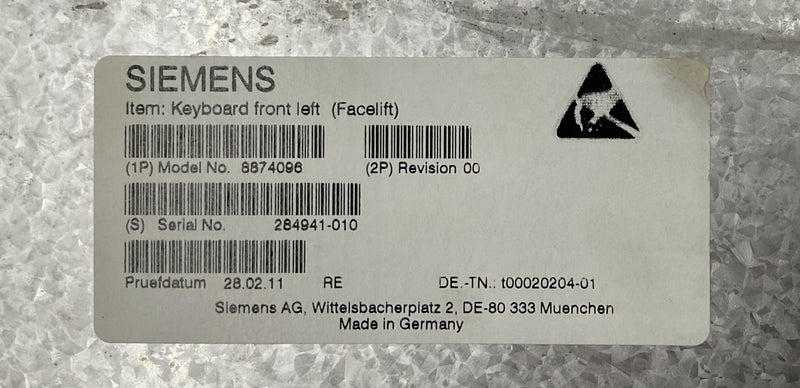 SIEMENS
Item: Keyboard front left (Facelift)
(1P) Model No. 8874096 (2P) Revision 00
(S) Serial No. 284941-010
Pruefdatum 28.02.11 RE DE.-TN.: t00020204-01
Siemens AG, Wittelsbacherplatz 2, DE-80 333 Muenchen
Made in Germany